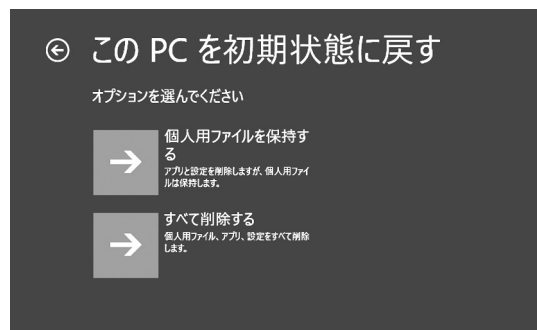 この PC を初期状態に戻す
オプションを選んでください
個人用ファイルを保持す
る
アプリと設定を削除しますが、個人用ファイ
ルは保持します。
すべて削除する
個人用ファイル、アプリ、設定をすべて削除
します。